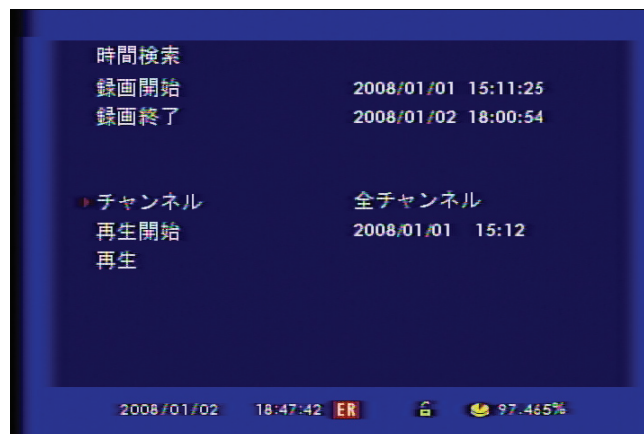 時間検索
録画開始 2008/01/01 15:11:25
録画終了 2008/01/02 18:00:54
チャンネル 全チャンネル
再生開始 2008/01/01 15:12
再生
2008/01/02 18:47:42 ER 97.465%